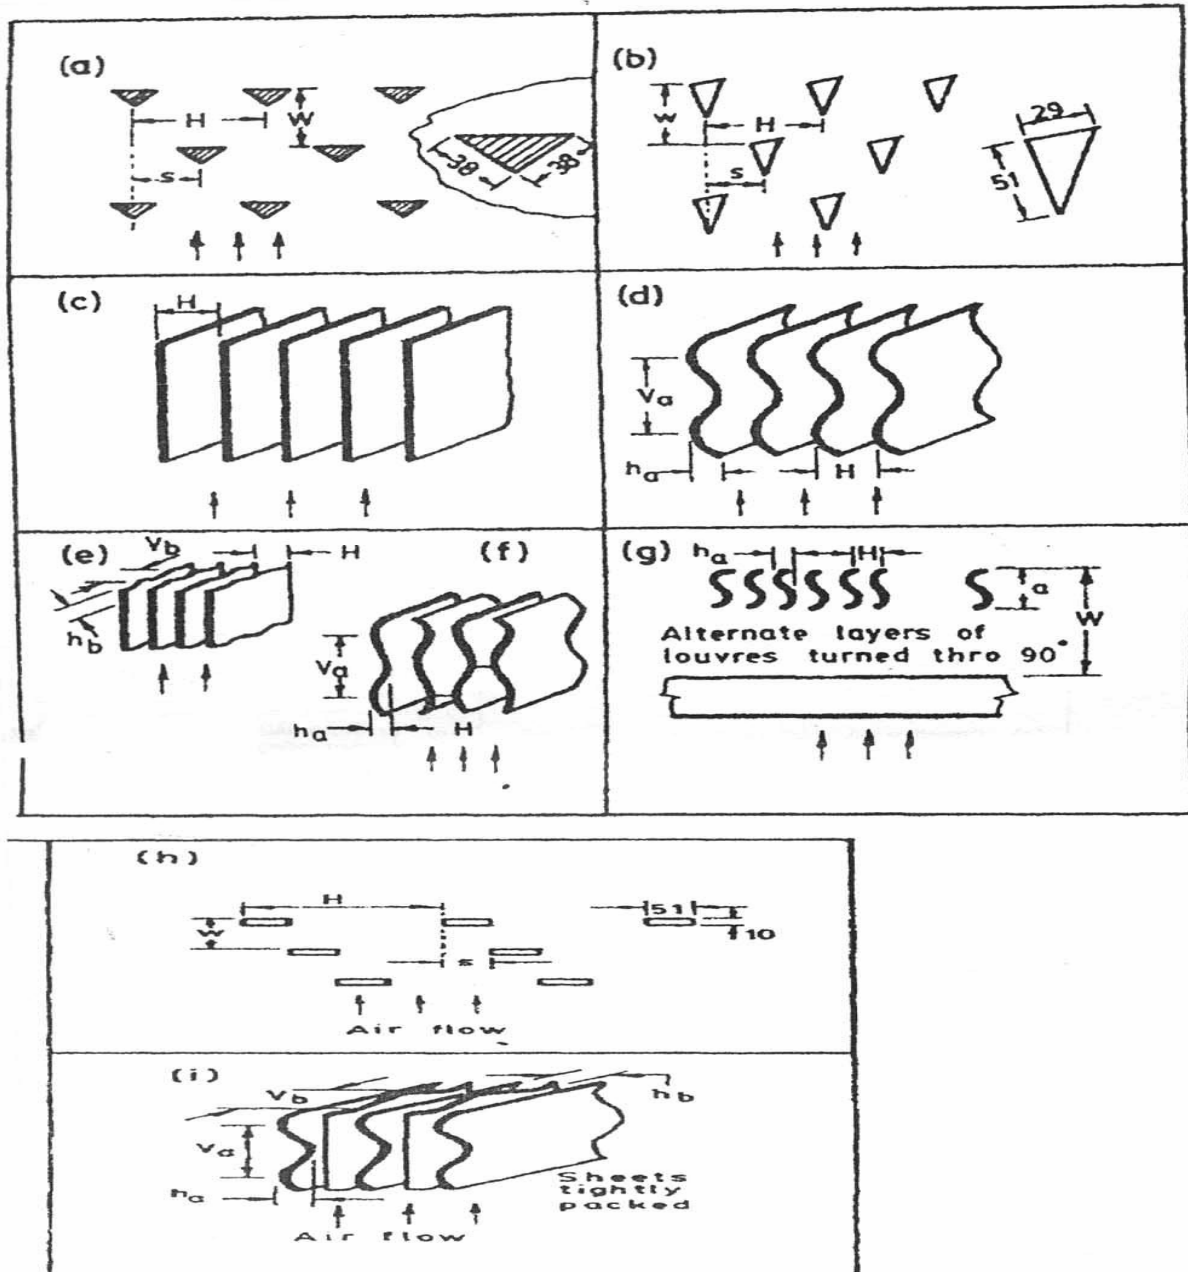 (a)
H
W
s
38
38
(b)
W
H
s
29
51
(c)
H
(d)
Va
ha
H
(e)
Vb
H
hb
(f)
Va
ha
H
(g)
ha
H
a
W
Alternate layers of
louvres turned thro 90°
(h)
H
W
s
51
10
Air flow
(i)
Vb
hb
Va
ha
Sheets
tightly
packed
Air flow